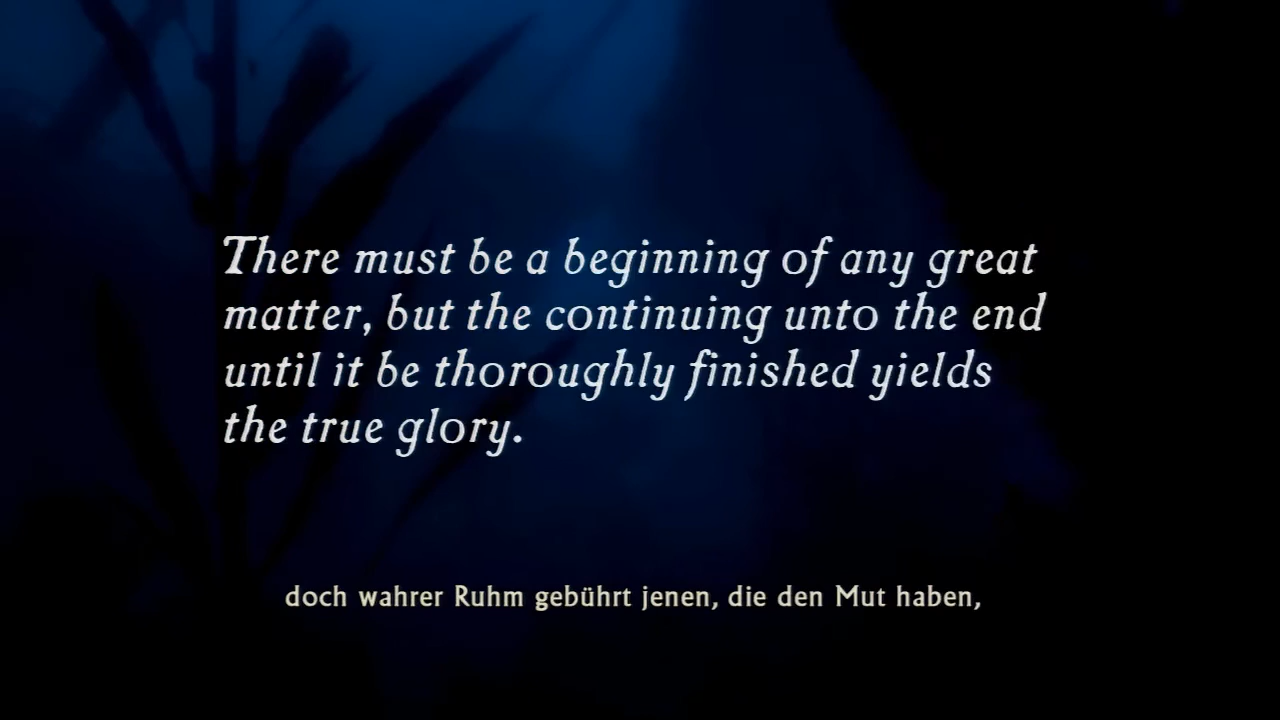 There must be a beginning of any great
matter, but the continuing unto the end
until it be thoroughly finished yields
the true glory.
doch wahrer Ruhm gebührt jenen, die den Mut haben,